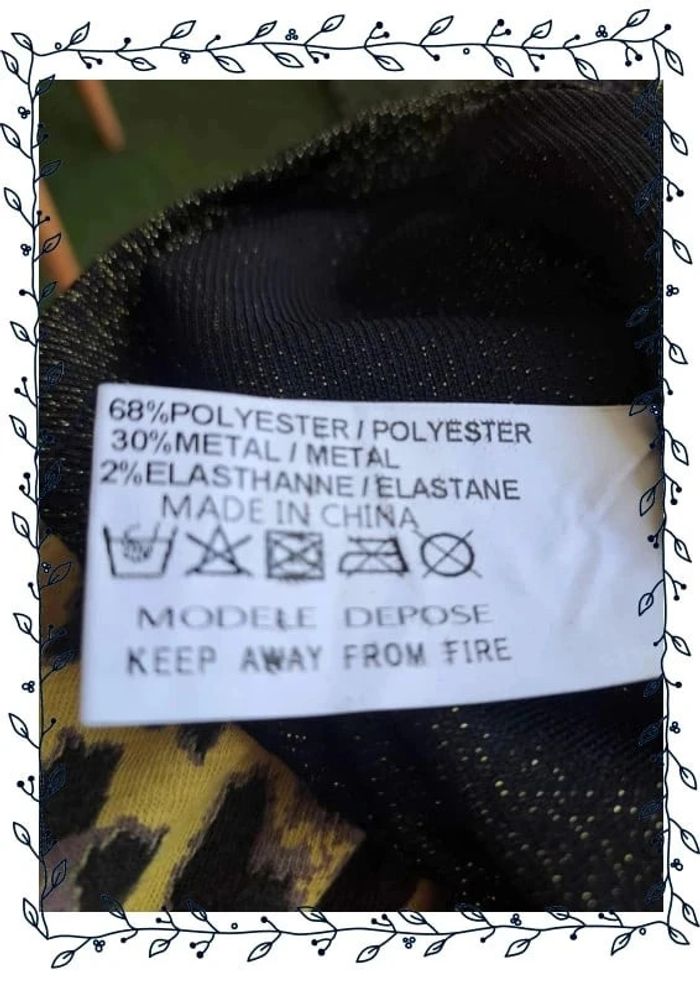 68%POLYESTER / POLYESTER
30%METAL / METAL
2%ELASTHANNE / ELASTANE
MADE IN CHINA
MODELE DEPOSE
KEEP AWAY FROM FIRE